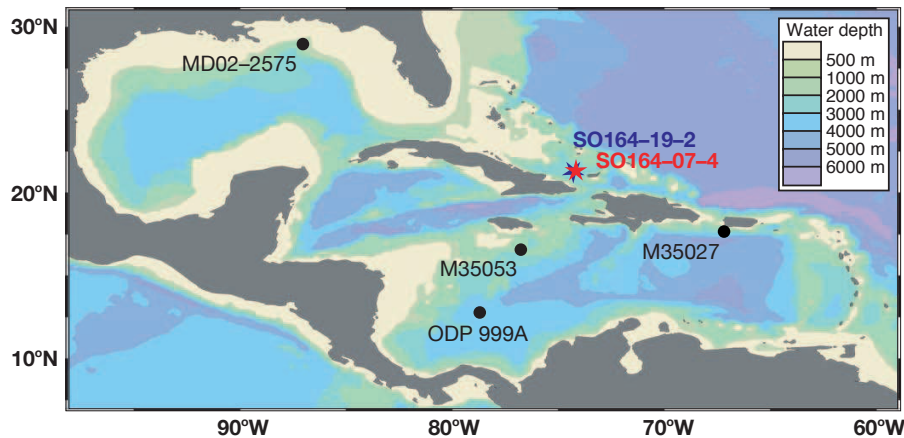 30°N
20°N
10°N
90°W
80°W
70°W
60°W
MD02–2575
SO164–19–2
SO164–07–4
M35053
M35027
ODP 999A
Water depth
500 m
1000 m
2000 m
3000 m
4000 m
5000 m
6000 m